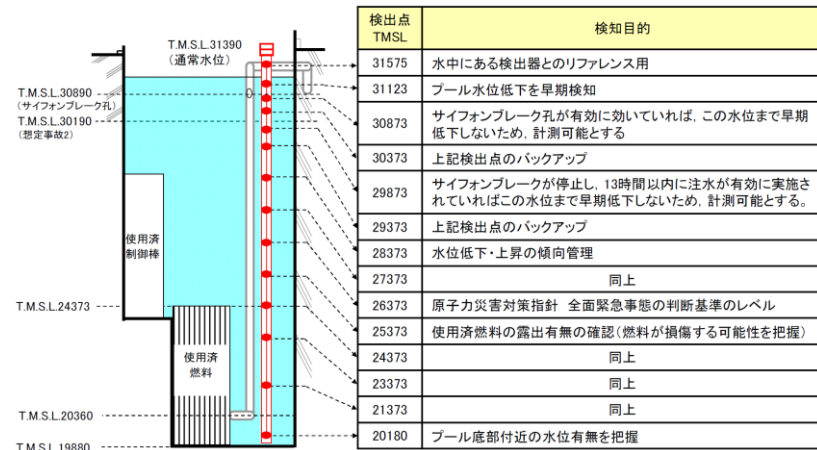 T.M.S.L.31390
(通常水位)
T.M.S.L.30890
(サイフォンブレーク孔)
T.M.S.L.30190
(想定事故2)
使用済
制御棒
T.M.S.L.24373
使用済
燃料
T.M.S.L.20360
T.M.S.L.19880
検出点
TMSL
検知目的
31575 水中にある検出器とのリファレンス用
31123 プール水位低下を早期検知
30873 サイフォンブレーク孔が有効に効いていれば,この水位まで早期
低下しないため,計測可能とする
30373 上記検出点のバックアップ
29873 サイフォンブレークが停止し,13時間以内に注水が有効に実施さ
れていればこの水位まで早期低下しないため,計測可能とする。
29373 上記検出点のバックアップ
28373 水位低下・上昇の傾向管理
27373 同上
26373 原子力災害対策指針 全面緊急事態の判断基準のレベル
25373 使用済燃料の露出有無の確認(燃料が損傷する可能性を把握)
24373 同上
23373 同上
21373 同上
20180 プール底部付近の水位有無を把握